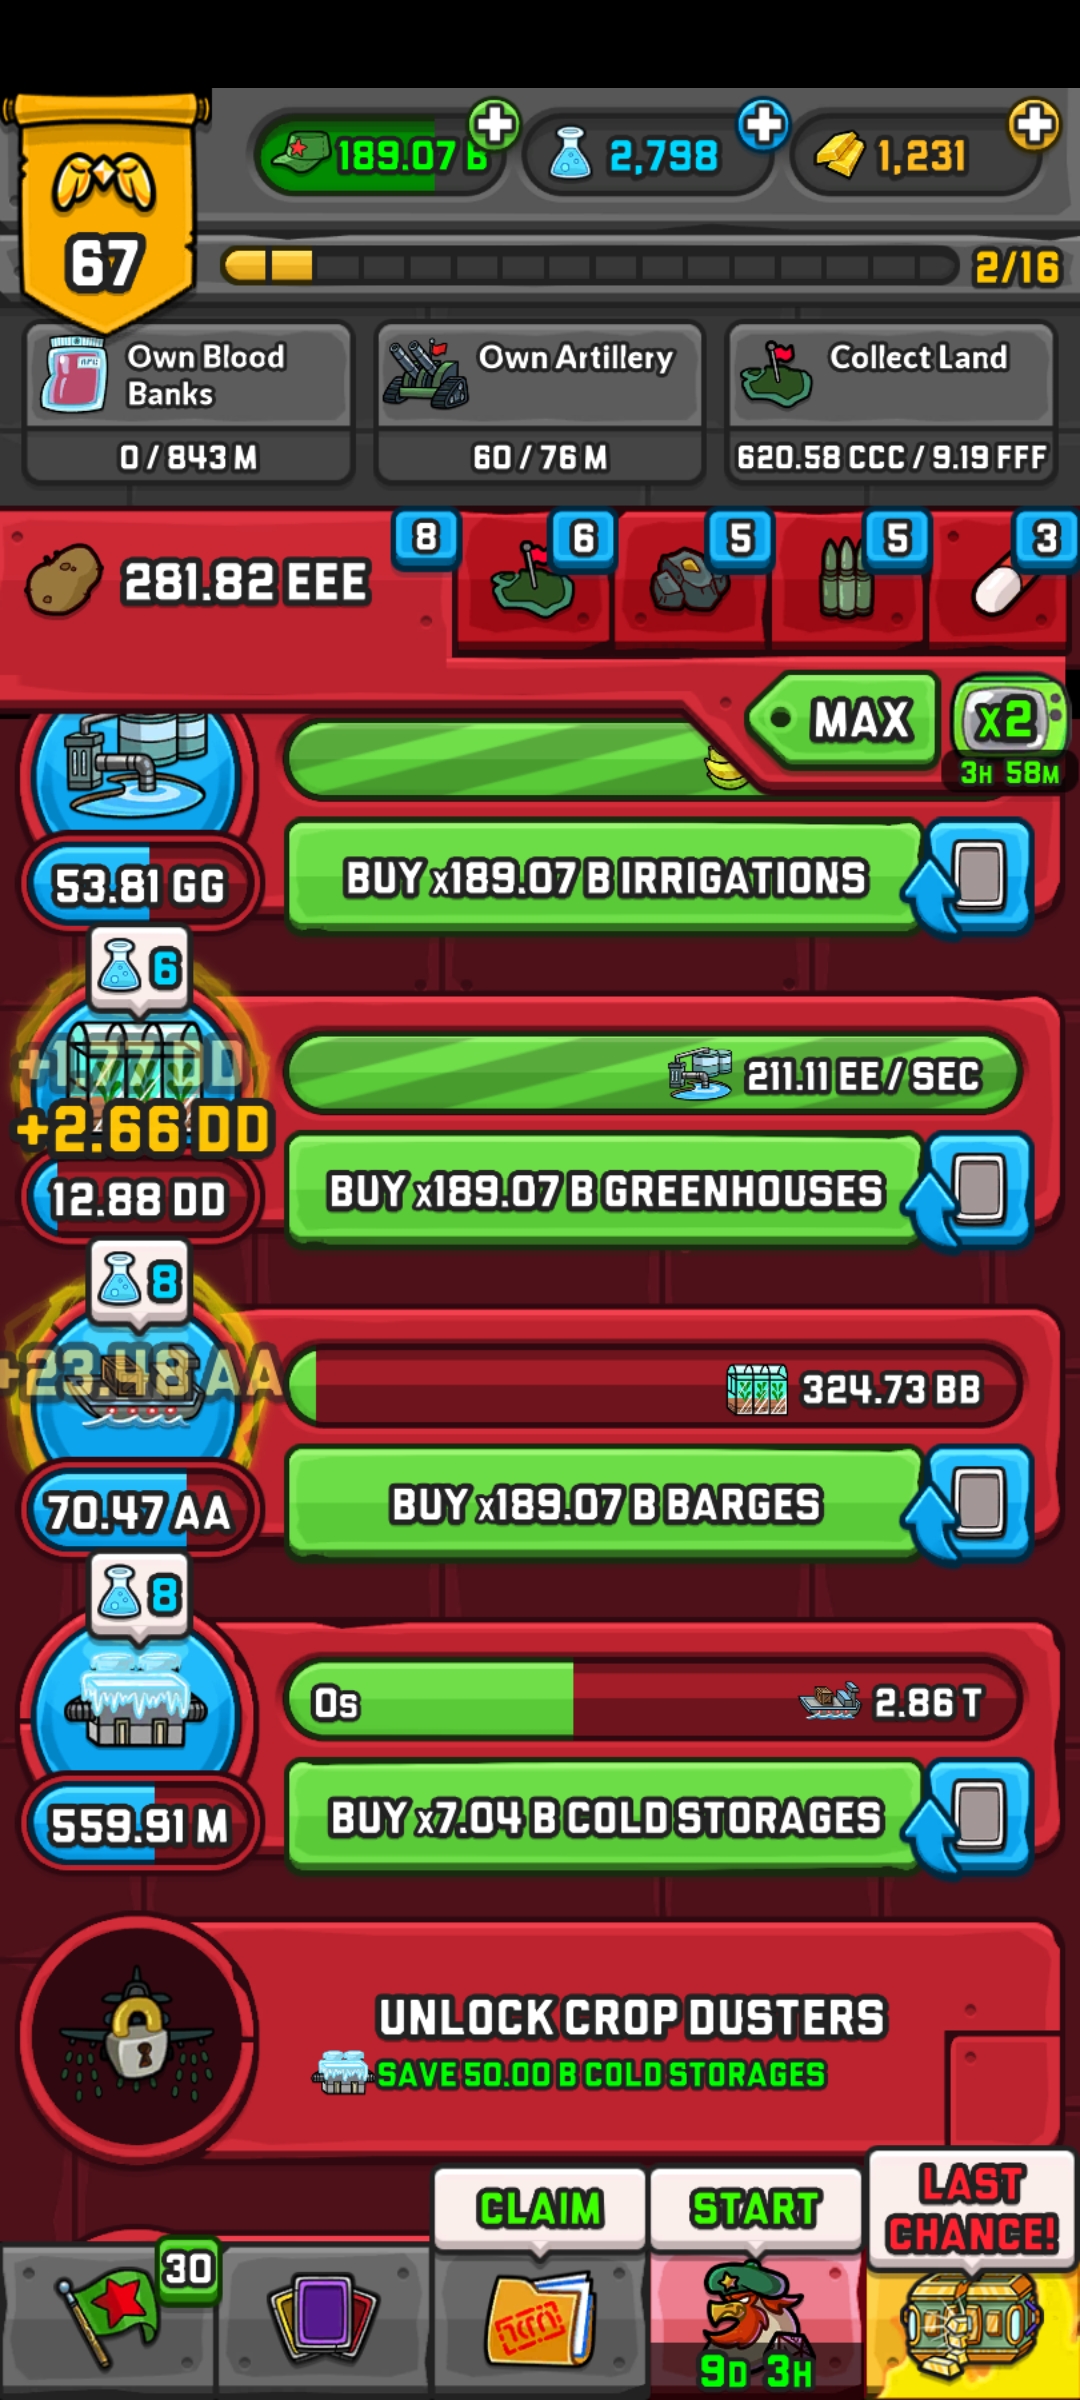 189.07 B
2,798
1,231
67
2/16
Own Blood
Banks
0 / 843 M
Own Artillery
60 / 76 M
Collect Land
620.58 CCC / 9.19 FFF
281.82 EEE
8
6
5
5
3
MAX
x2
3H 58M
53.81 GG
BUY x189.07 B IRRIGATIONS
6
+1.77 DD
+2.66 DD
12.88 DD
211.11 EE / SEC
BUY x189.07 B GREENHOUSES
8
+23.48 AA
70.47 AA
324.73 BB
BUY x189.07 B BARGES
8
559.91 M
0s
2.86 T
BUY x7.04 B COLD STORAGES
UNLOCK CROP DUSTERS
SAVE 50.00 B COLD STORAGES
30
CLAIM
START
9D 3H
LAST
CHANCE!